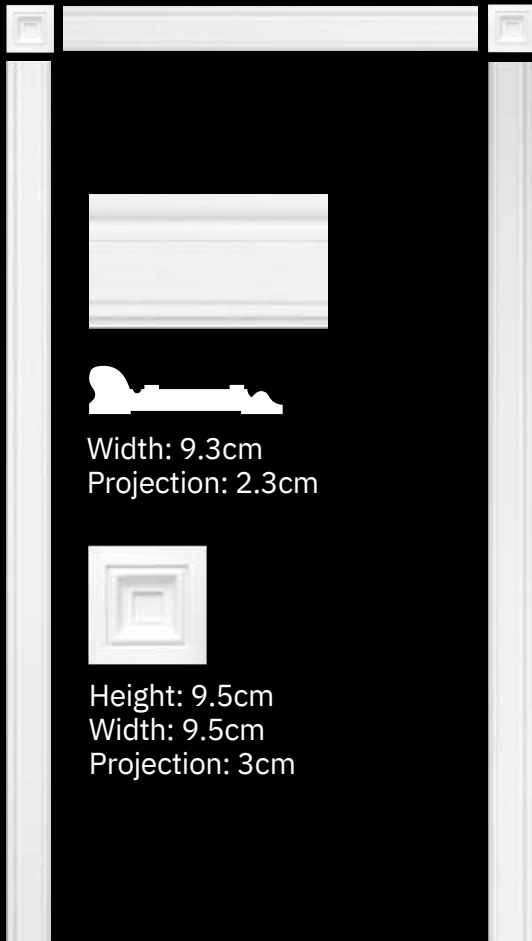 Width: 9.3cm
Projection: 2.3cm
Height: 9.5cm
Width: 9.5cm
Projection: 3cm